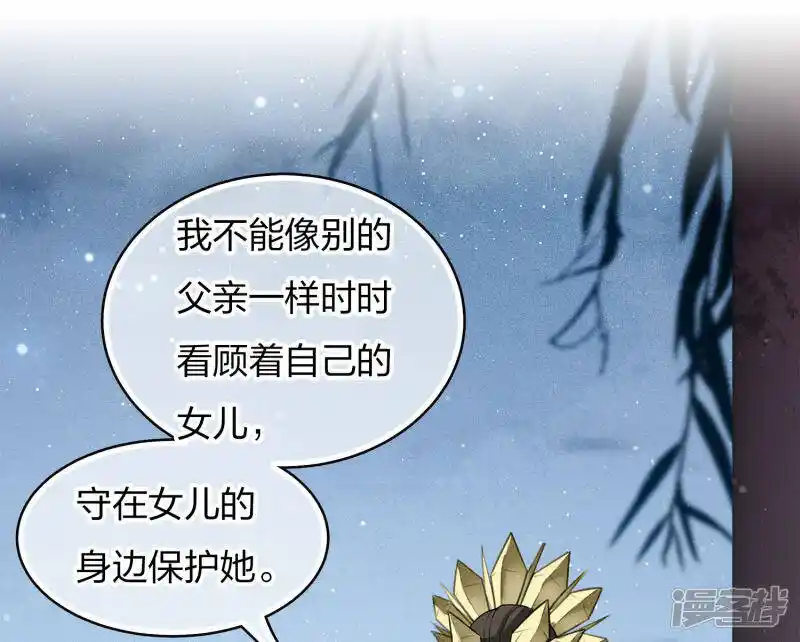 我不能像别的
父亲一样时时
看顾着自己的
女儿，
守在女儿的
身边保护她。
漫客栈